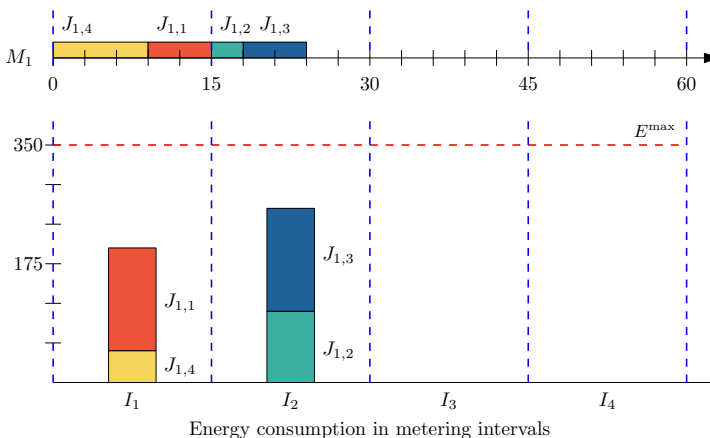 J1,4 J1,1 J1,2 J1,3
M1
0 15 30 45 60
E^max
350
175
J1,3
J1,1
J1,2
J1,4
I1 I2 I3 I4
Energy consumption in metering intervals